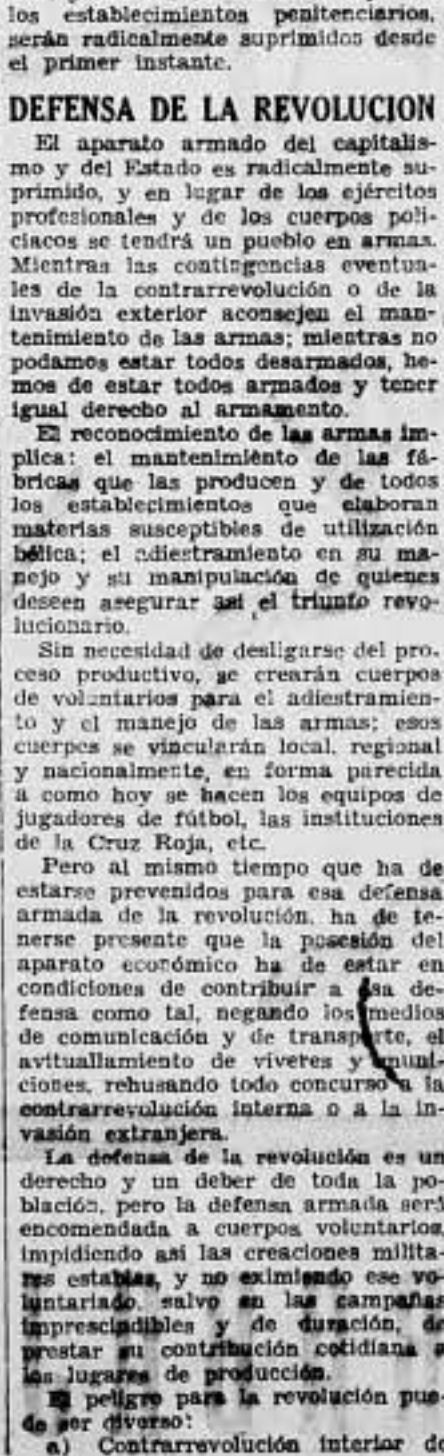 los establecimientos penitenciarios,
serán radicalmente suprimidos desde
el primer instante.
DEFENSA DE LA REVOLUCION
El aparato armado del capitalis-
mo y del Estado es radicalmente su-
primido, y en lugar de los ejércitos
profesionales y de los cuerpos poli-
ciacos se tendrá un pueblo en armas.
Mientras las contingencias eventua-
les de la contrarrevolución o de la
invasión exterior aconsejen el man-
tenimiento de las armas; mientras no
podamos estar todos desarmados, he-
mos de estar todos armados y tener
igual derecho al armamento.
El reconocimiento de las armas im-
plica: el mantenimiento de las fá-
bricas que las producen y de todos
los establecimientos que elaboran
materias susceptibles de utilización
bélica; el adiestramiento en su ma-
nejo y su manipulación de quienes
deseen asegurar asi el triunfo revo-
lucionario.
Sin necesidad de desligarse del pro-
ceso productivo, se crearán cuerpos
de voluntarios para el adiestramien-
to y el manejo de las armas; esos
cuerpos se vincularán local, regional
y nacionalmente, en forma parecida
a como hoy se hacen los equipos de
jugadores de fútbol, las instituciones
de la Cruz Roja, etc.
Pero al mismo tiempo que ha de
estarse prevenidos para esa defensa
armada de la revolución, ha de te-
nerse presente que la posesión del
aparato económico ha de estar en
condiciones de contribuir a esa de-
fensa como tal, negando los medios
de comunicación y de transporte, el
avituallamiento de viveres y muni-
ciones, rehusando todo concurso a la
contrarrevolución interna o a la in-
vasión extranjera.
La defensa de la revolución es un
derecho y un deber de toda la po-
blación, pero la defensa armada será
encomendada a cuerpos voluntarios,
impidiendo asi las creaciones milita-
res estables, y no eximiendo ese vo-
luntariado, salvo en las campañas
imprescindibles y de duración, de
prestar su contribución cotidiana a
los lugares de producción.
El peligro para la revolución pue-
de ser diverso:
a) Contrarrevolución interior de